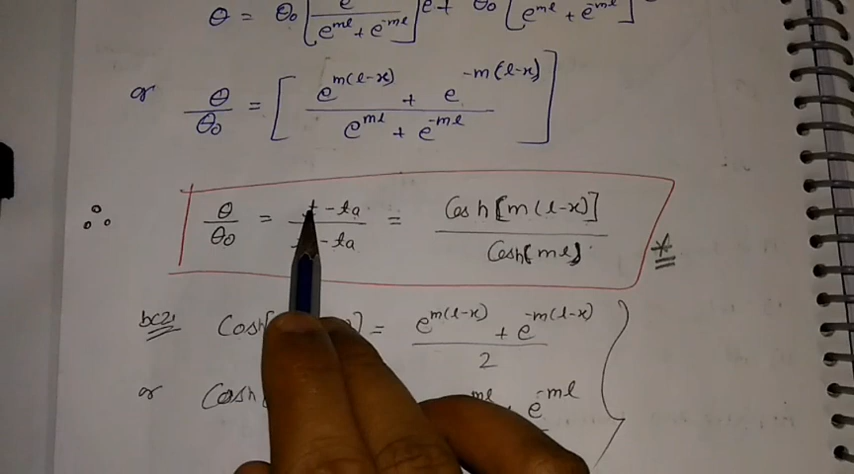 θ = θ₀ [ e / e^ml + e^-ml ] e + θ₀ [ e^ml + e^-ml ]
or θ/θ₀ = [ e^m(l-x) + e^-m(l-x) / e^ml + e^-ml ]
∴ θ/θ₀ = t - ta / - ta = Cosh[m(l-x)] / Cosh(ml) *
bcz, Cosh[ ] = e^m(l-x) + e^-m(l-x) / 2
or Cosh ml + e^-ml